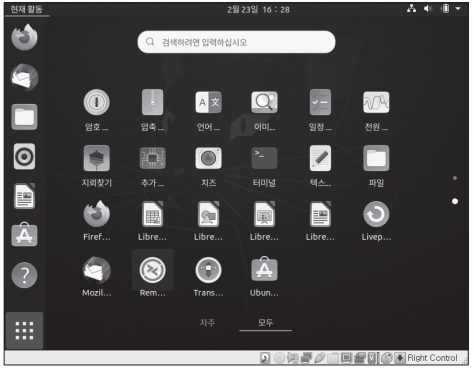 현재 활동
2월 23일 16 : 28
검색하려면 입력하십시오
암호 ...
압축 ...
언어 ...
이미...
일정 ...
전원 ...
지뢰찾기
추가 ...
치즈
터미널
텍스...
파일
Firef...
Libre...
Libre...
Libre...
Libre...
Livep...
Mozil...
Rem...
Trans...
Ubun...
자주
모두
Right Control